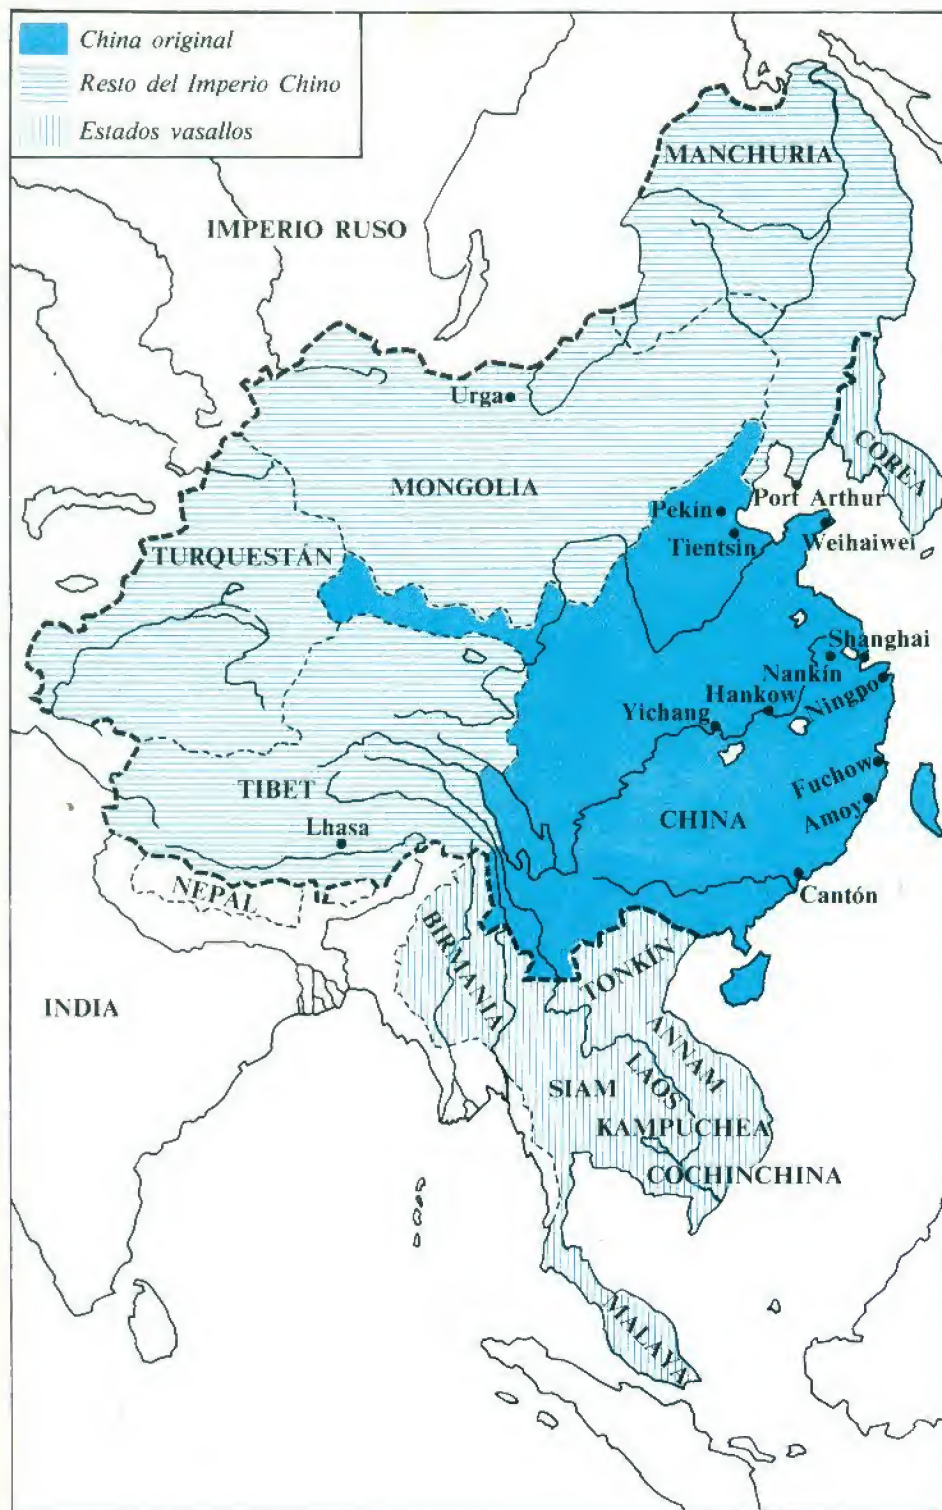 China original
Resto del Imperio Chino
Estados vasallos
MANCHURIA
IMPERIO RUSO
Urga
COREA
MONGOLIA
Port Arthur
Pekín
Weihaiwei
Tientsin
TURQUESTÁN
Shanghai
Nankín
Ningpo
Hankow
Yichang
Fuchow
TIBET
Amoy
CHINA
Lhasa
Cantón
NEPAL
BIRMANIA
TONKÍN
INDIA
ANNAM
LAOS
SIAM
KAMPUCHEA
COCHINCHINA
MALAYA